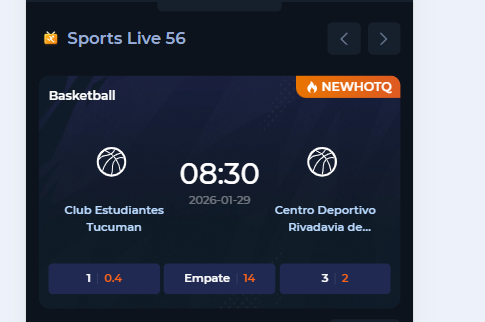 Sports Live 56
NEWHOTQ
Basketball
08:30
2026-01-29
Club Estudiantes
Tucuman
Centro Deportivo
Rivadavia de...
1 0.4
Empate 14
3 2